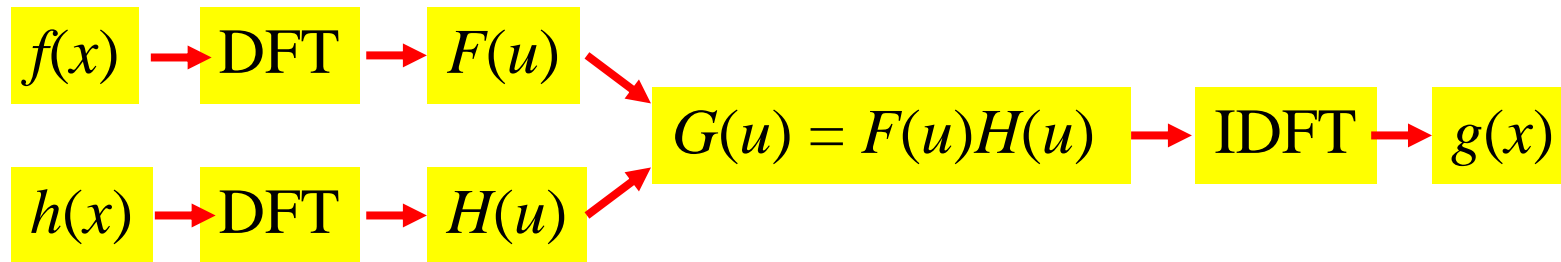 f(x) DFT F(u)
G(u) = F(u)H(u) IDFT g(x)
h(x) DFT H(u)